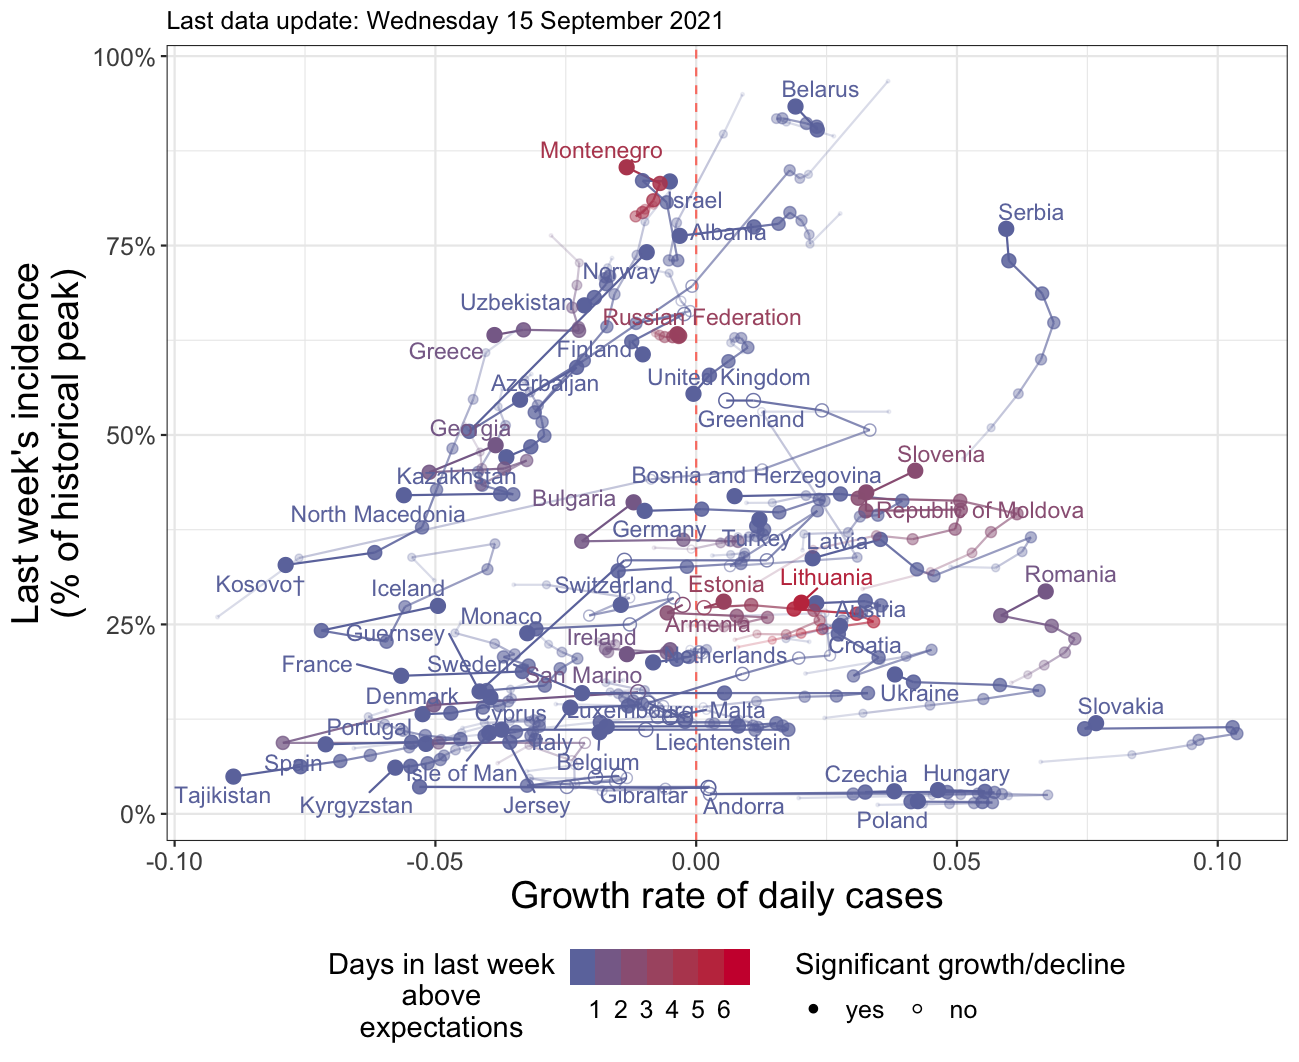 Last data update: Wednesday 15 September 2021
Last week's incidence
(% of historical peak)
100%
75%
50%
25%
0%
Belarus
Montenegro
Israel
Serbia
Albania
Norway
Uzbekistan
Russian Federation
Greece
Finland
United Kingdom
Azerbaijan
Greenland
Georgia
Slovenia
Kazakhstan
Bosnia and Herzegovina
Bulgaria
North Macedonia
Republic of Moldova
Germany
Turkey
Latvia
Kosovo†
Iceland
Switzerland
Estonia
Lithuania
Romania
Monaco
Armenia
Austria
Guernsey
Ireland
Croatia
France
Sweden
Netherlands
San Marino
Denmark
Ukraine
Cyprus
Luxembourg
Malta
Slovakia
Portugal
Italy
Liechtenstein
Spain
Isle of Man
Belgium
Czechia
Hungary
Tajikistan
Kyrgyzstan
Jersey
Gibraltar
Andorra
Poland
-0.10
-0.05
0.00
0.05
0.10
Growth rate of daily cases
Days in last week
above
expectations
1 2 3 4 5 6
Significant growth/decline
yes
no